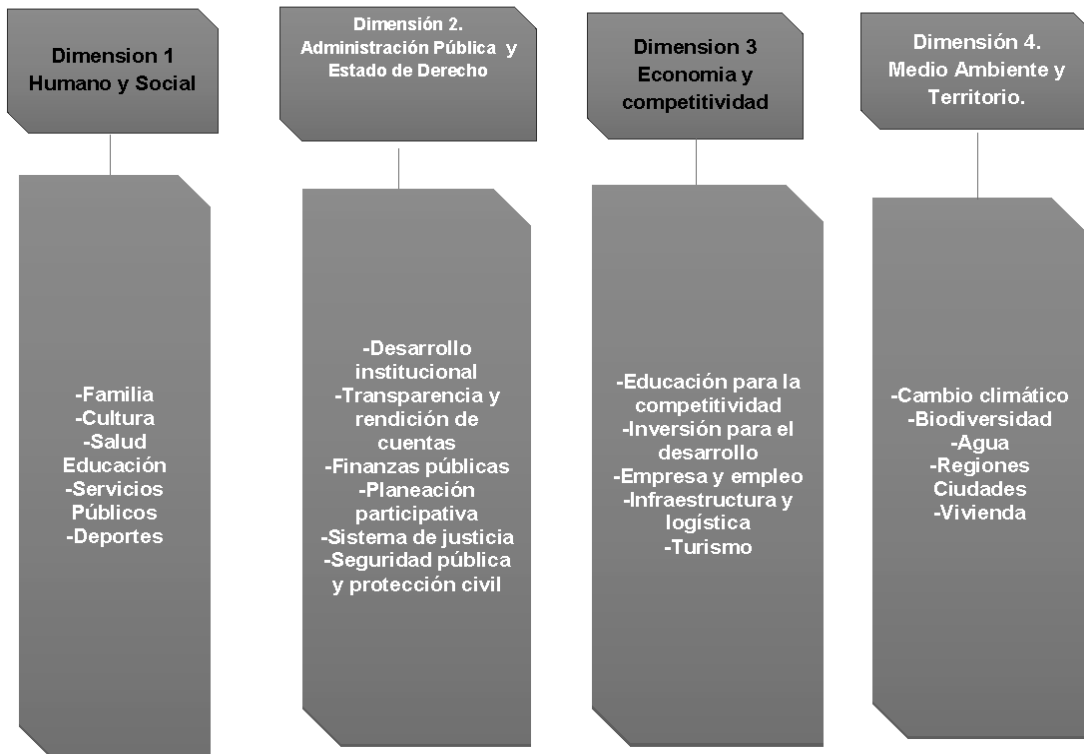 Dimension 1
Humano y Social
-Familia
-Cultura
-Salud
Educación
-Servicios
Públicos
-Deportes
Dimensión 2.
Administración Pública y
Estado de Derecho
-Desarrollo
institucional
-Transparencia y
rendición de
cuentas
-Finanzas públicas
-Planeación
participativa
-Sistema de justicia
-Seguridad pública
y protección civil
Dimension 3
Economia y
competitividad
-Educación para la
competitividad
-Inversión para el
desarrollo
-Empresa y empleo
-Infraestructura y
logística
-Turismo
Dimensión 4.
Medio Ambiente y
Territorio.
-Cambio climático
-Biodiversidad
-Agua
-Regiones
Ciudades
-Vivienda